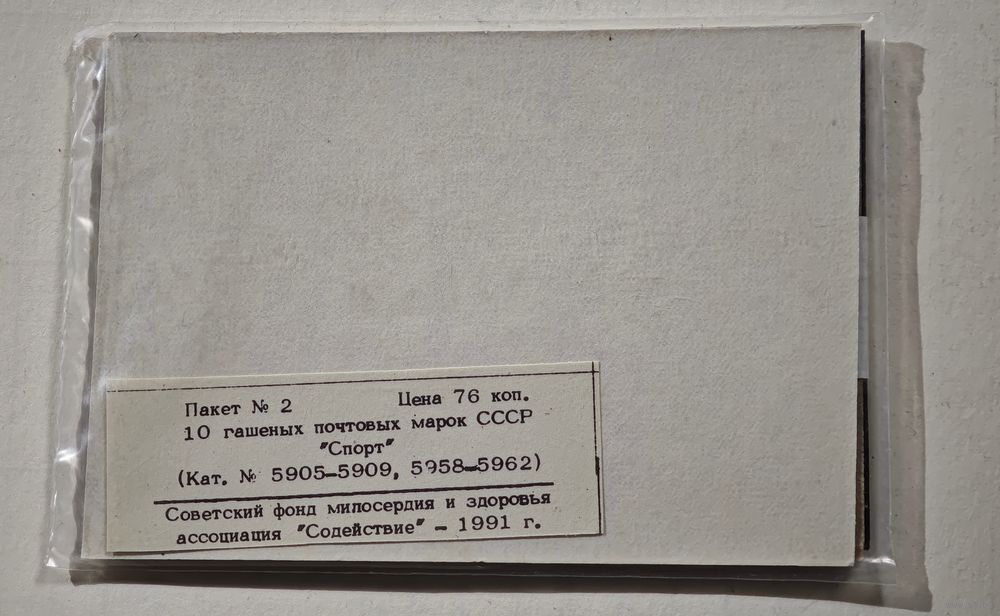 Пакет № 2 Цена 76 коп.
10 гашеных почтовых марок СССР
"Спорт"
(Кат. № 5905-5909, 5958-5962)
Советский фонд милосердия и здоровья
ассоциация "Содействие" - 1991 г.